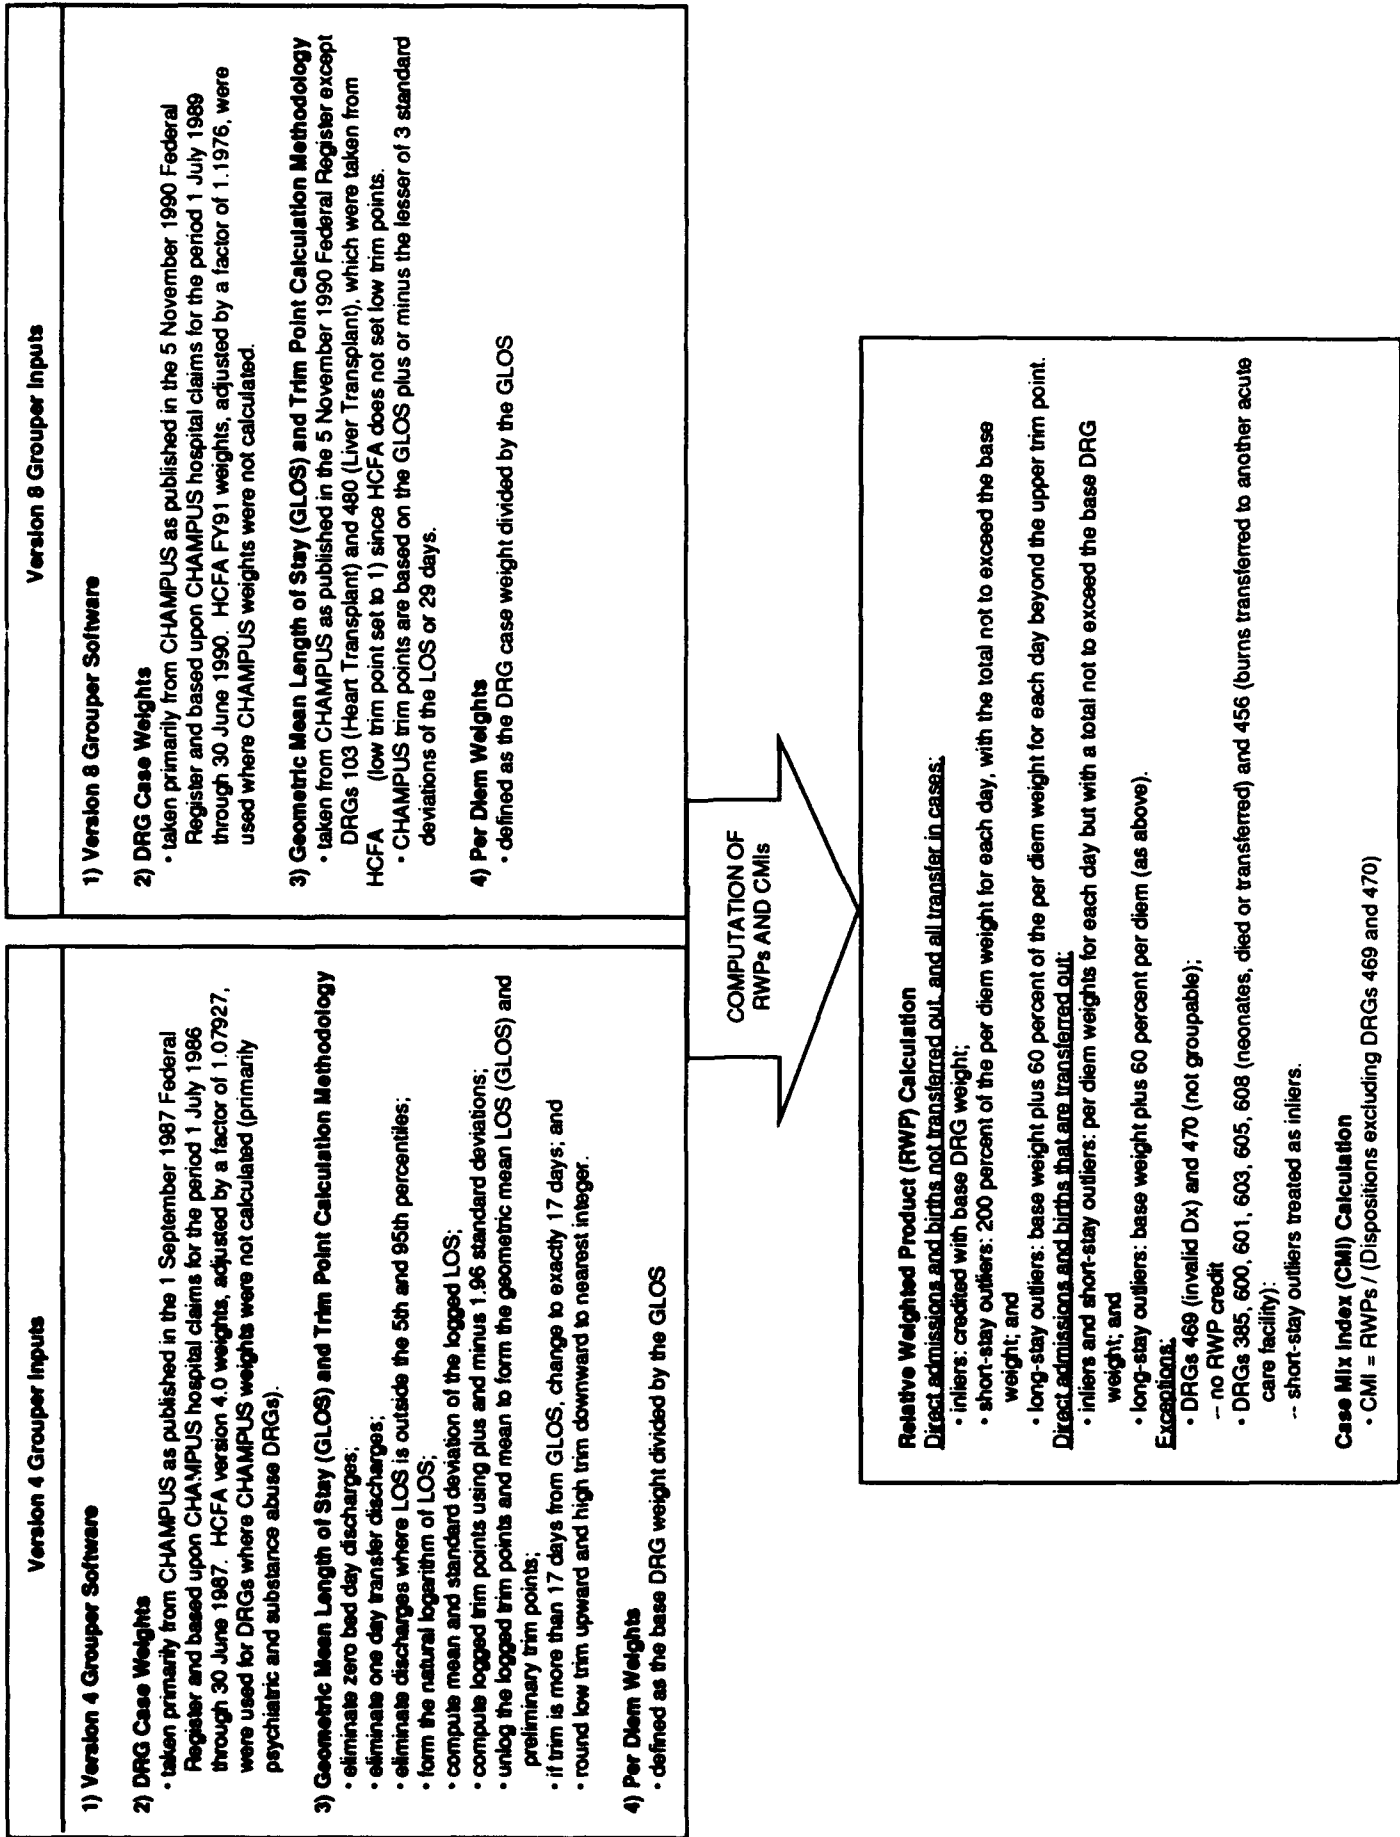 Version 4 Grouper Inputs
1) Version 4 Grouper Software
2) DRG Case Weights
• taken primarily from CHAMPUS as published in the 1 September 1987 Federal
Register and based upon CHAMPUS hospital claims for the period 1 July 1986
through 30 June 1987. HCFA version 4.0 weights, adjusted by a factor of 1.07927,
were used for DRGs where CHAMPUS weights were not calculated (primarily
psychiatric and substance abuse DRGs).
3) Geometric Mean Length of Stay (GLOS) and Trim Point Calculation Methodology
• eliminate zero bed day discharges;
• eliminate one day transfer discharges;
• eliminate discharges where LOS is outside the 5th and 95th percentiles;
• form the natural logarithm of LOS;
• compute mean and standard deviation of the logged LOS;
• compute logged trim points using plus and minus 1.96 standard deviations;
• unlog the logged trim points and mean to form the geometric mean LOS (GLOS) and
preliminary trim points;
• if trim is more than 17 days from GLOS, change to exactly 17 days; and
• round low trim upward and high trim downward to nearest integer.
4) Per Diem Weights
• defined as the base DRG weight divided by the GLOS
Version 8 Grouper Inputs
1) Version 8 Grouper Software
2) DRG Case Weights
• taken primarily from CHAMPUS as published in the 5 November 1990 Federal
Register and based upon CHAMPUS hospital claims for the period 1 July 1989
through 30 June 1990. HCFA FY91 weights, adjusted by a factor of 1.1976, were
used where CHAMPUS weights were not calculated.
3) Geometric Mean Length of Stay (GLOS) and Trim Point Calculation Methodology
• taken from CHAMPUS as published in the 5 November 1990 Federal Register except
DRGs 103 (Heart Transplant) and 480 (Liver Transplant), which were taken from
HCFA (low trim point set to 1) since HCFA does not set low trim points.
• CHAMPUS trim points are based on the GLOS plus or minus the lesser of 3 standard
deviations of the LOS or 29 days.
4) Per Diem Weights
• defined as the DRG case weight divided by the GLOS
COMPUTATION OF
RWPs AND CMIs
Relative Weighted Product (RWP) Calculation
Direct admissions and births not transferred out, and all transfer in cases:
• inliers: credited with base DRG weight;
• short-stay outliers: 200 percent of the per diem weight for each day, with the total not to exceed the base
weight; and
• long-stay outliers: base weight plus 60 percent of the per diem weight for each day beyond the upper trim point.
Direct admissions and births that are transferred out:
• inliers and short-stay outliers: per diem weights for each day but with a total not to exceed the base DRG
weight; and
• long-stay outliers: base weight plus 60 percent per diem (as above).
Exceptions:
• DRGs 469 (invalid Dx) and 470 (not groupable);
-- no RWP credit
• DRGs 385, 600, 601, 603, 605, 608 (neonates, died or transferred) and 456 (burns transferred to another acute
care facility):
-- short-stay outliers treated as inliers.
Case Mix Index (CMI) Calculation
• CMI = RWPs / (Dispositions excluding DRGs 469 and 470)